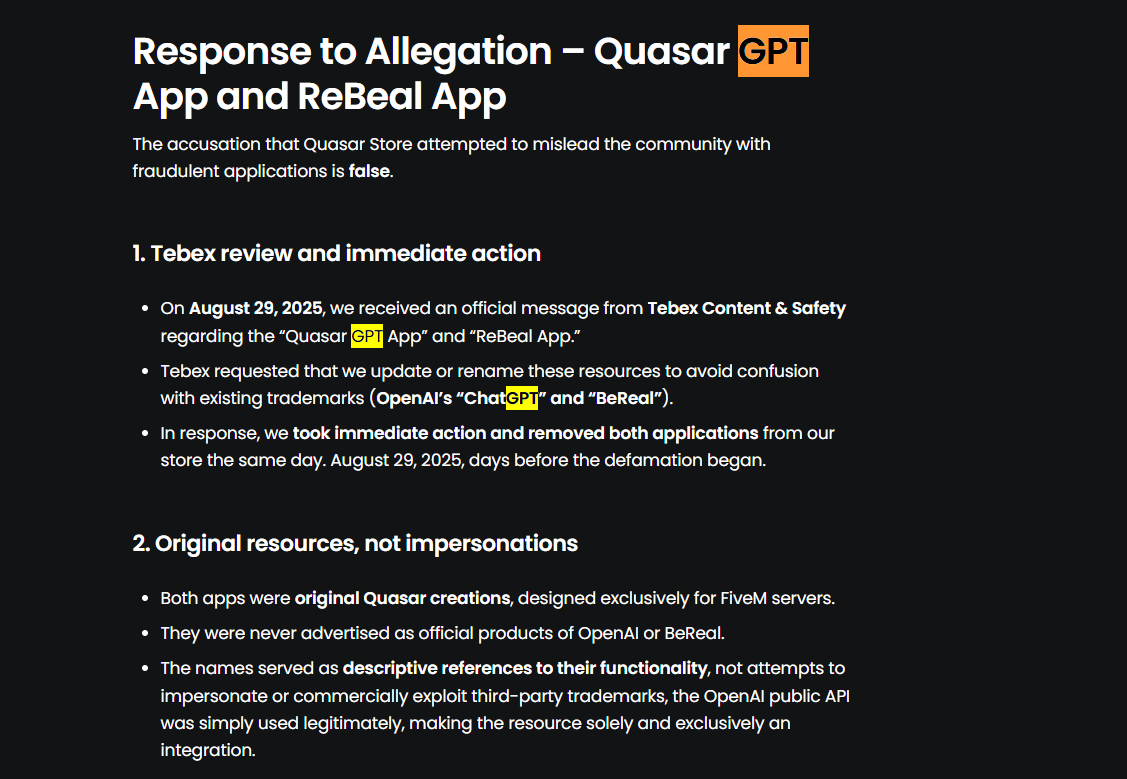 Response to Allegation – Quasar GPT
App and ReBeal App
The accusation that Quasar Store attempted to mislead the community with
fraudulent applications is false.
1. Tebex review and immediate action
• On August 29, 2025, we received an official message from Tebex Content & Safety
regarding the “Quasar GPT App” and “ReBeal App.”
• Tebex requested that we update or rename these resources to avoid confusion
with existing trademarks (OpenAI’s “ChatGPT” and “BeReal”).
• In response, we took immediate action and removed both applications from our
store the same day. August 29, 2025, days before the defamation began.
2. Original resources, not impersonations
• Both apps were original Quasar creations, designed exclusively for FiveM servers.
• They were never advertised as official products of OpenAI or BeReal.
• The names served as descriptive references to their functionality, not attempts to
impersonate or commercially exploit third-party trademarks, the OpenAI public API
was simply used legitimately, making the resource solely and exclusively an
integration.